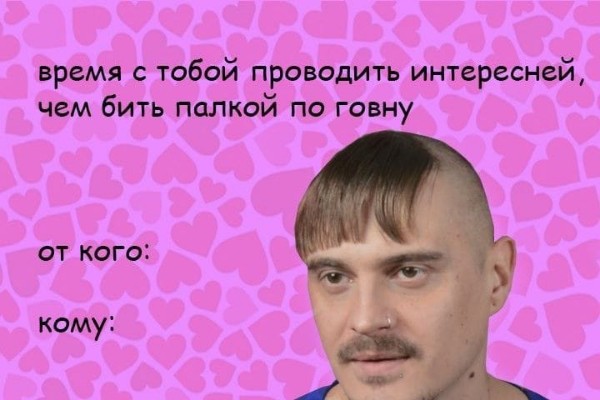 время с тобой проводить интересней,
чем бить палкой по говну
от кого:
кому: